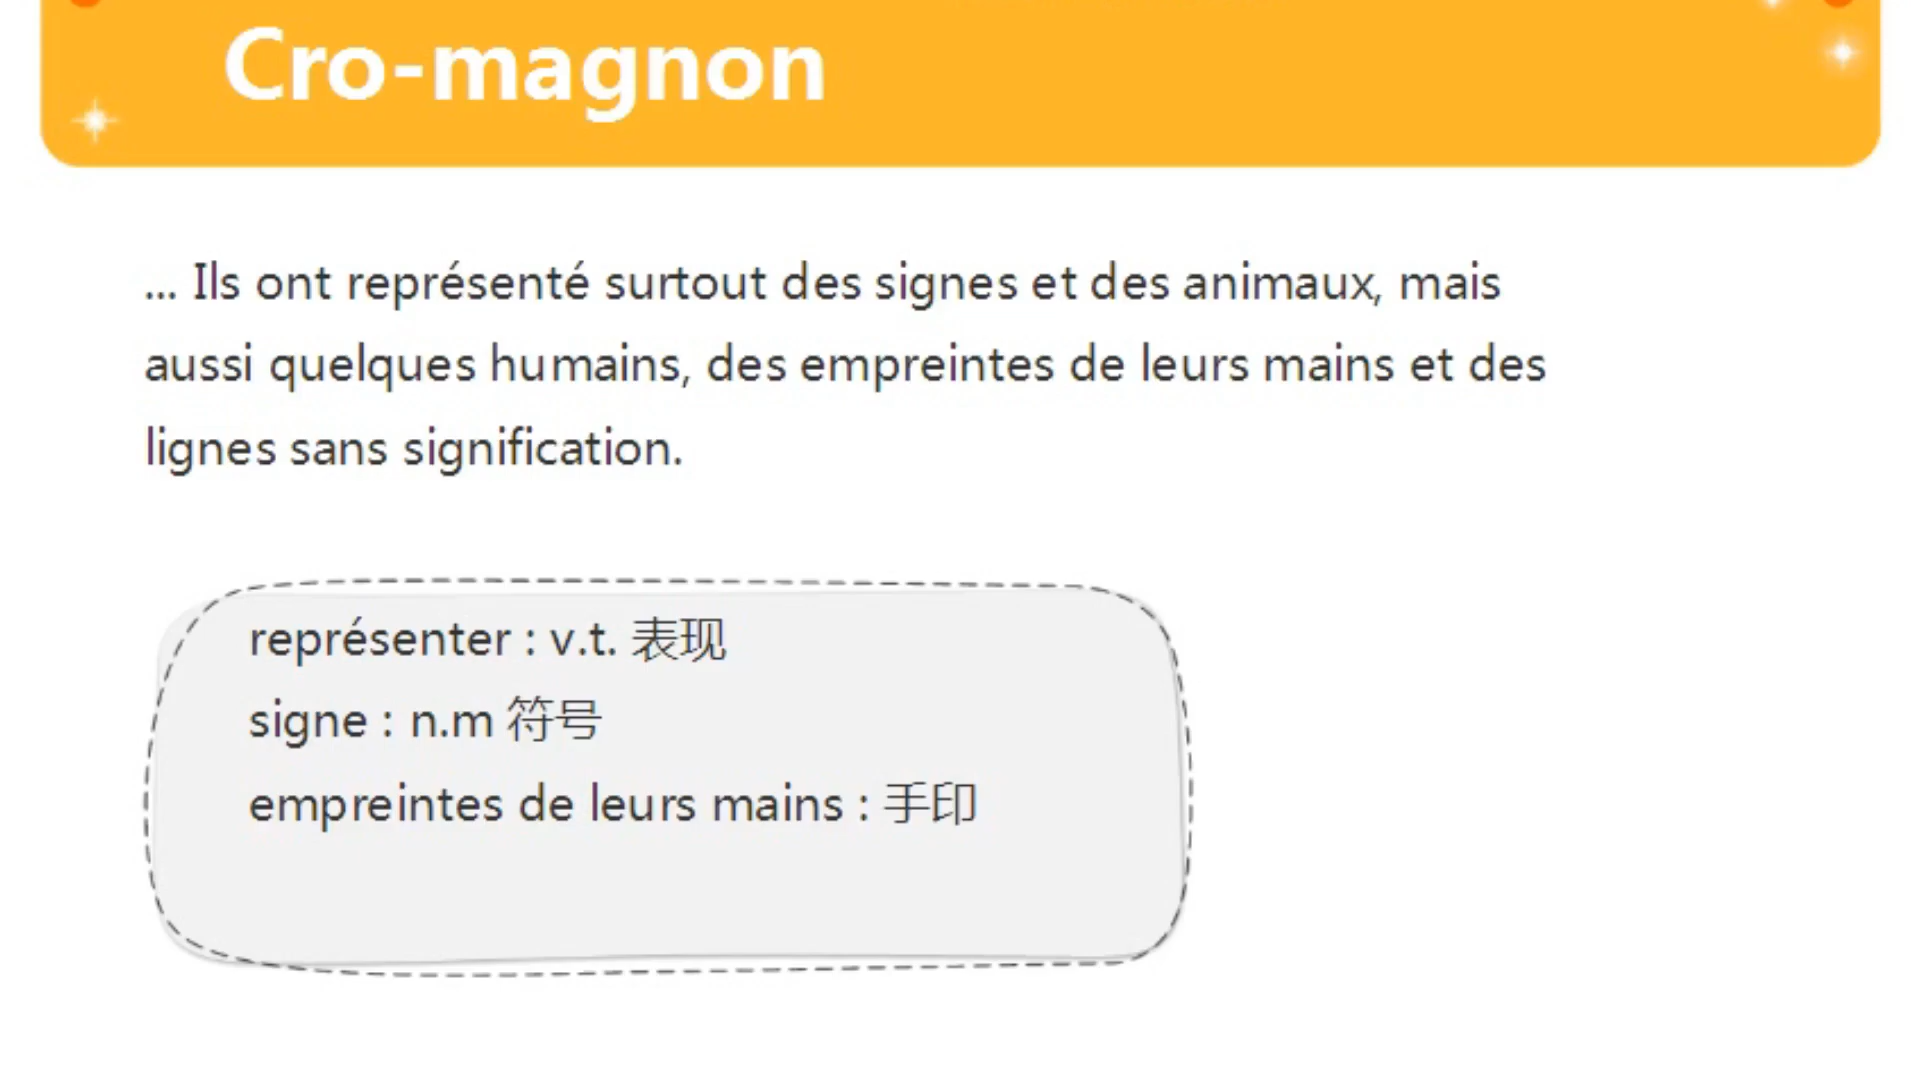 Cro-magnon
... Ils ont représenté surtout des signes et des animaux, mais
aussi quelques humains, des empreintes de leurs mains et des
lignes sans signification.
représenter : v.t. 表现
signe : n.m 符号
empreintes de leurs mains : 手印